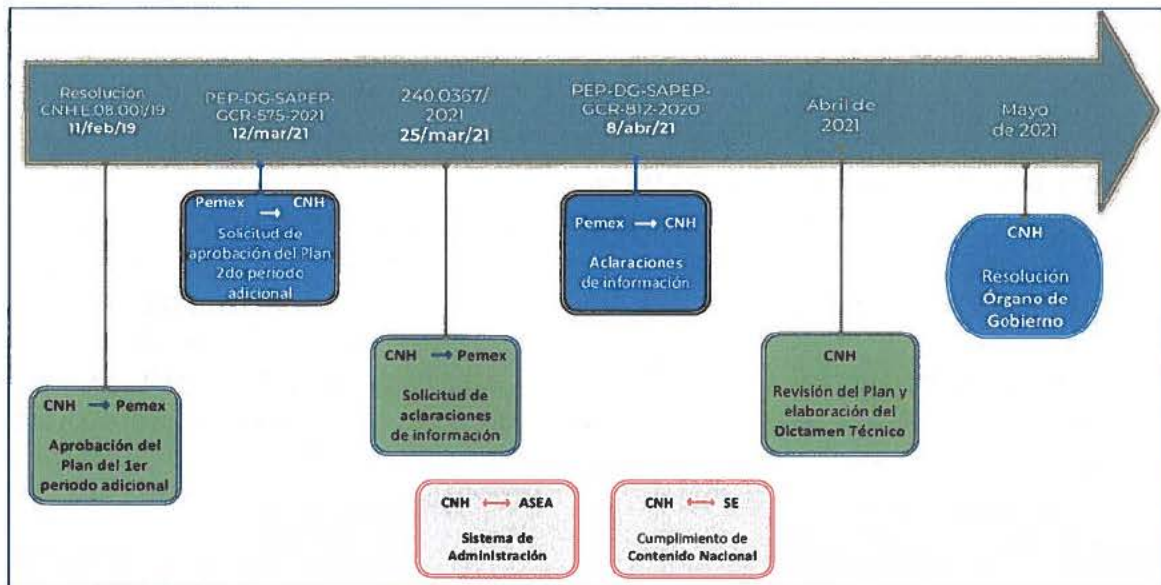 Resolución
CNH.E.08.001/19
11/feb/19
PEP-DG-SAPEP-
GCR-575-2021
12/mar/21
240.0367/
2021
25/mar/21
PEP-DG-SAPEP-
GCR-812-2020
8/abr/21
Abril de
2021
Mayo
de 2021
Pemex → CNH
Solicitud de
aprobación del Plan
2do periodo
adicional
Pemex → CNH
Aclaraciones
de información
CNH
Resolución
Órgano de
Gobierno
CNH → Pemex
Aprobación del
Plan del 1er
periodo adicional
CNH → Pemex
Solicitud de
aclaraciones
de información
CNH
Revisión del Plan y
elaboración del
Dictamen Técnico
CNH ↔ ASEA
Sistema de
Administración
CNH ↔ SE
Cumplimiento de
Contenido Nacional